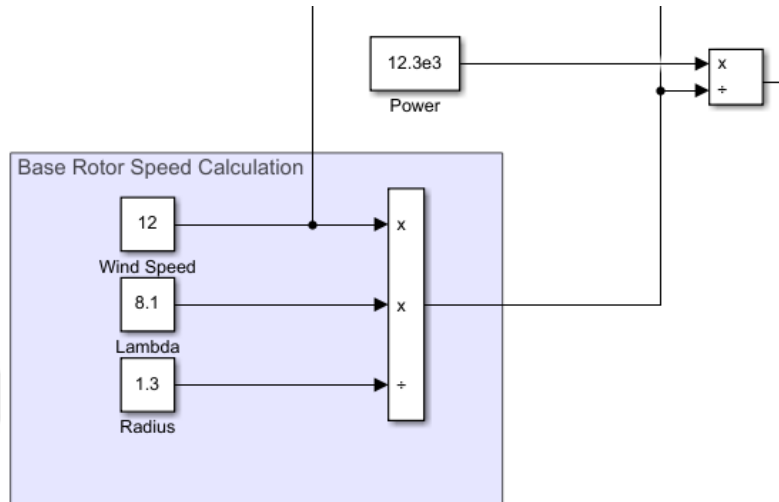 12.3e3
x
÷
Power
Base Rotor Speed Calculation
12
x
Wind Speed
8.1
x
Lambda
1.3
÷
Radius